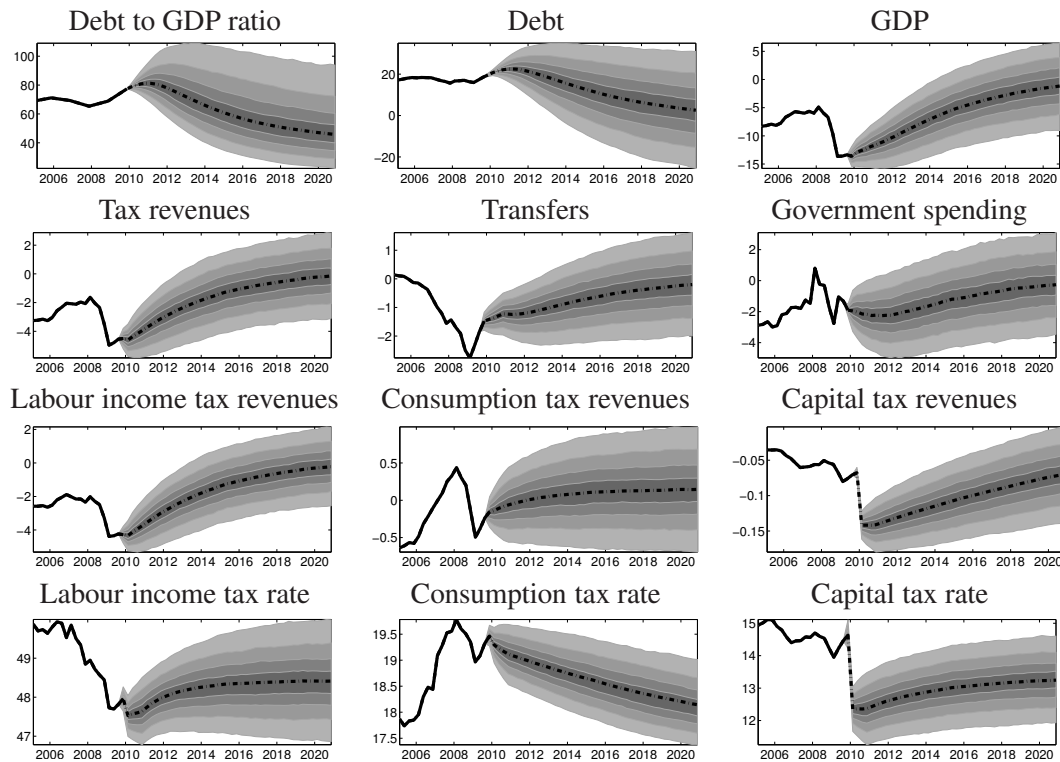 Debt to GDP ratio Debt GDP
100
80
60
40
2006 2008 2010 2012 2014 2016 2018 2020
20
0
−20
2006 2008 2010 2012 2014 2016 2018 2020
5
0
−5
−10
−15
2006 2008 2010 2012 2014 2016 2018 2020
Tax revenues Transfers Government spending
2
0
−2
−4
2006 2008 2010 2012 2014 2016 2018 2020
1
0
−1
−2
2006 2008 2010 2012 2014 2016 2018 2020
2
0
−2
−4
2006 2008 2010 2012 2014 2016 2018 2020
Labour income tax revenues Consumption tax revenues Capital tax revenues
2
0
−2
−4
2006 2008 2010 2012 2014 2016 2018 2020
0.5
0
−0.5
2006 2008 2010 2012 2014 2016 2018 2020
−0.05
−0.1
−0.15
2006 2008 2010 2012 2014 2016 2018 2020
Labour income tax rate Consumption tax rate Capital tax rate
49
48
47
2006 2008 2010 2012 2014 2016 2018 2020
19.5
19
18.5
18
17.5
2006 2008 2010 2012 2014 2016 2018 2020
15
14
13
12
2006 2008 2010 2012 2014 2016 2018 2020